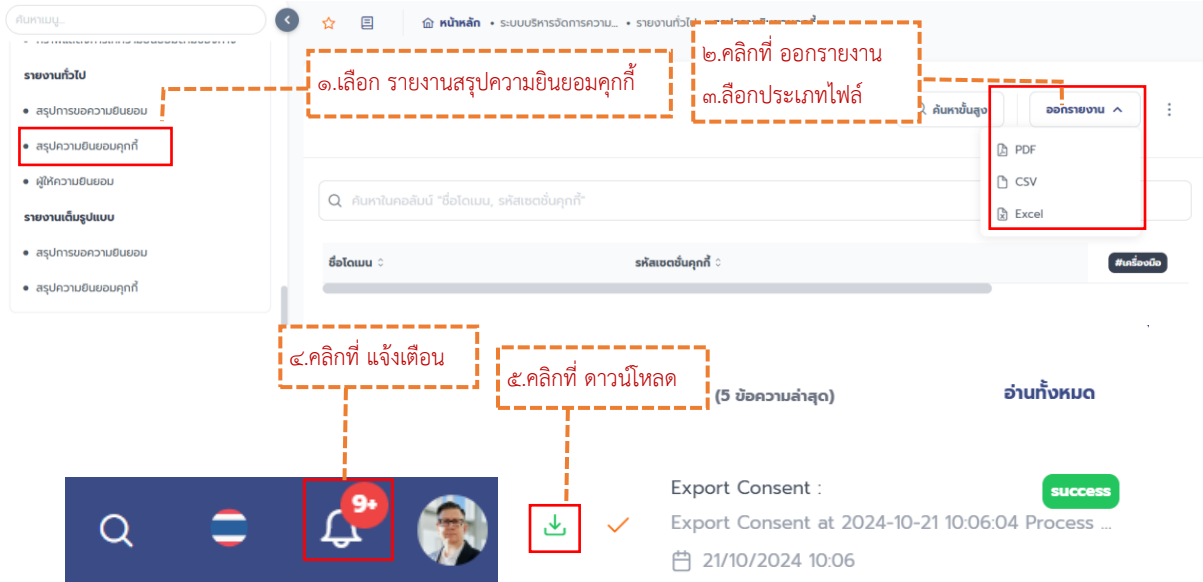 ค้นหาเมนู...
หน้าหลัก • ระบบบริหารจัดการความ... • รายงานทั่วไป
รายงานทั่วไป
• สรุปการขอความยินยอม
• สรุปความยินยอมคุกกี้
• ผู้ให้ความยินยอม
รายงานเต็มรูปแบบ
• สรุปการขอความยินยอม
• สรุปความยินยอมคุกกี้
๑.เลือก รายงานสรุปความยินยอมคุกกี้
๒.คลิกที่ ออกรายงาน
๓.ลือกประเภทไฟล์
ค้นหาขั้นสูง
ออกรายงาน
PDF
CSV
Excel
ค้นหาในคอลัมน์ "ชื่อโดเมน, รหัสเซตชั่นคุกกี้"
ชื่อโดเมน รหัสเซตชั่นคุกกี้ #เครื่องมือ
๔.คลิกที่ แจ้งเตือน
๕.คลิกที่ ดาวน์โหลด
(5 ข้อความล่าสุด) อ่านทั้งหมด
9+
Export Consent : success
Export Consent at 2024-10-21 10:06:04 Process ...
21/10/2024 10:06